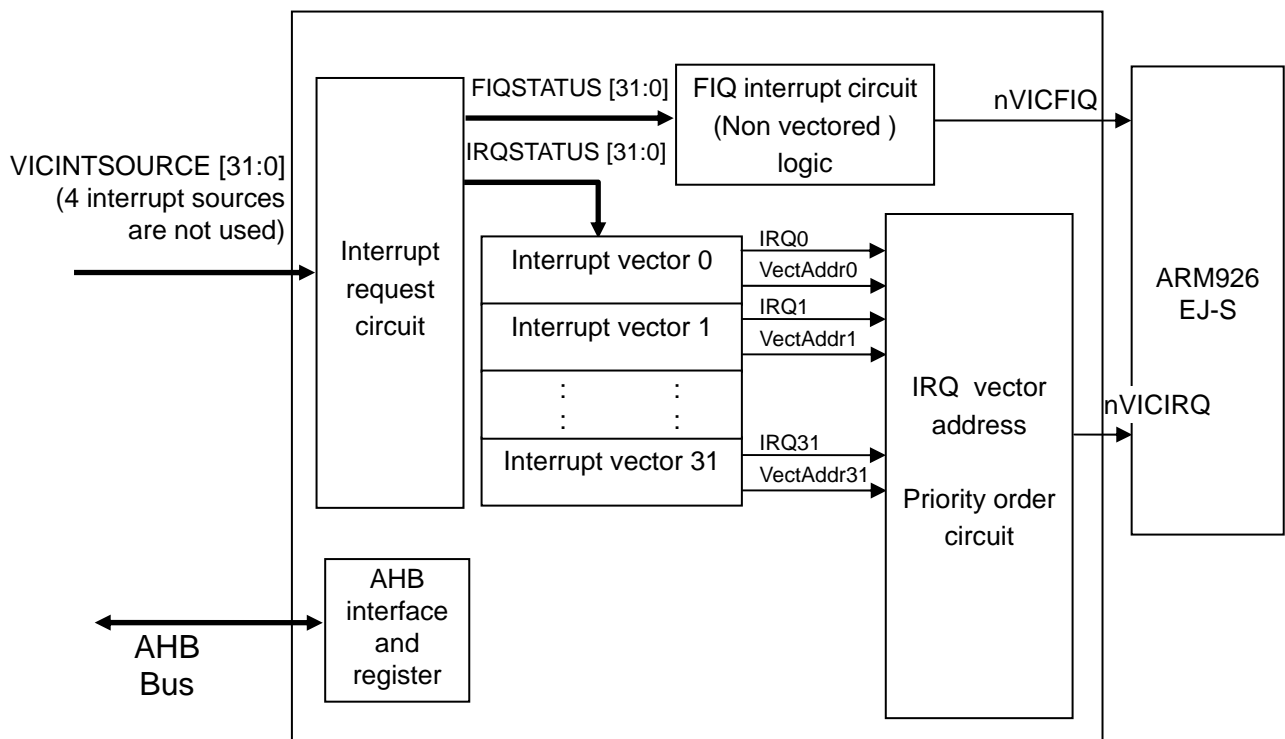 FIQSTATUS [31:0]
FIQ interrupt circuit
(Non vectored )
logic
nVICFIQ
IRQSTATUS [31:0]
VICINTSOURCE [31:0]
(4 interrupt sources
are not used)
Interrupt
request
circuit
Interrupt vector 0
IRQ0
VectAddr0
Interrupt vector 1
IRQ1
VectAddr1
:	:
:	:
Interrupt vector 31
IRQ31
VectAddr31
IRQ vector
address
Priority order
circuit
nVICIRQ
ARM926
EJ-S
AHB
interface
and
register
AHB
Bus